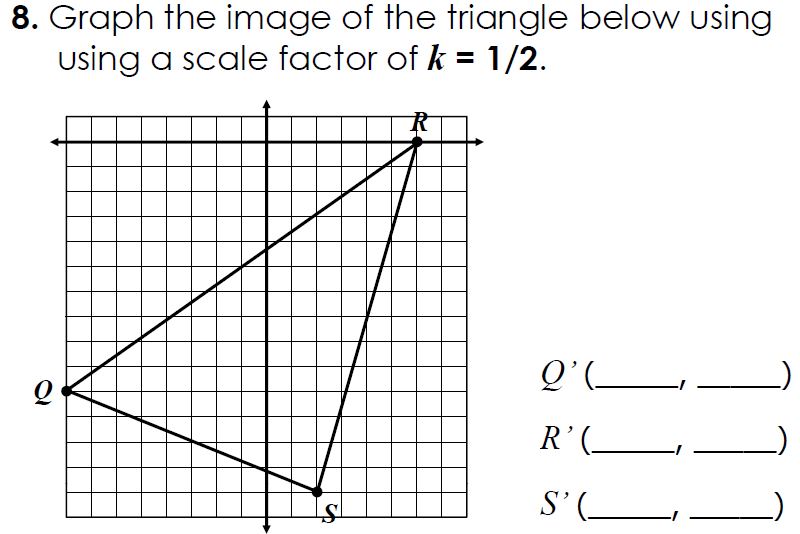 8. Graph the image of the triangle below using
using a scale factor of k = 1/2.
R
Q
S
Q’(_____, _____)
R’(_____, _____)
S’(_____, _____)